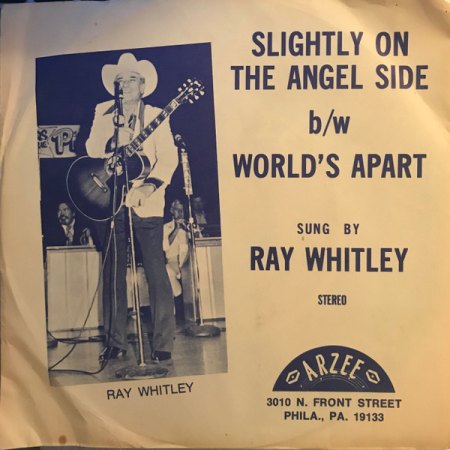 SLIGHTLY ON
THE ANGEL SIDE
b/w
WORLD'S APART
SUNG BY
RAY WHITLEY
STEREO
RAY WHITLEY
ARZEE
3010 N. FRONT STREET
PHILA., PA. 19133